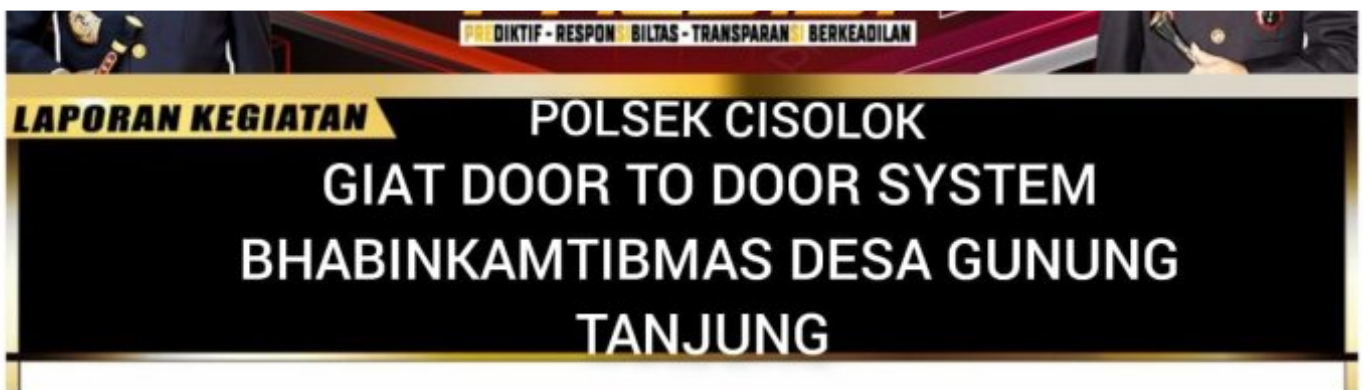 PREDIKTIF - RESPONSIBILTAS - TRANSPARANSI BERKEADILAN
LAPORAN KEGIATAN
POLSEK CISOLOK
GIAT DOOR TO DOOR SYSTEM
BHABINKAMTIBMAS DESA GUNUNG
TANJUNG